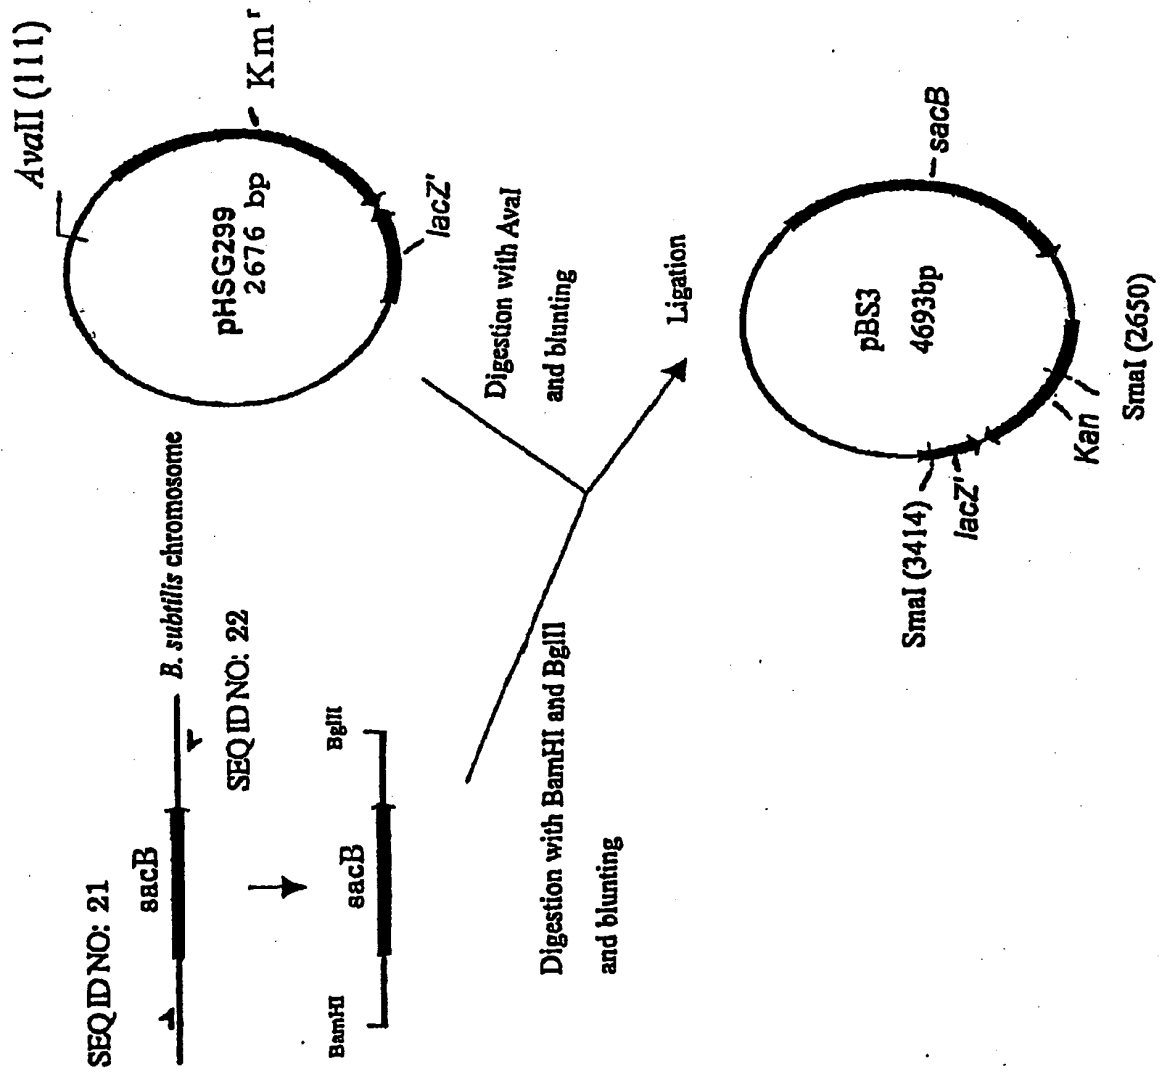 SEQ ID NO: 21
sacB
B. subtilis chromosome
SEQ ID NO: 22
BamHI
sacB
BglII
Digestion with BamHI and BglII
and blunting
AvaII (111)
pHSG299
2676 bp
Km r
lacZ'
Digestion with AvaI
and blunting
Ligation
pBS3
4693bp
sacB
SmaI (3414)
lacZ'
Kan
SmaI (2650)